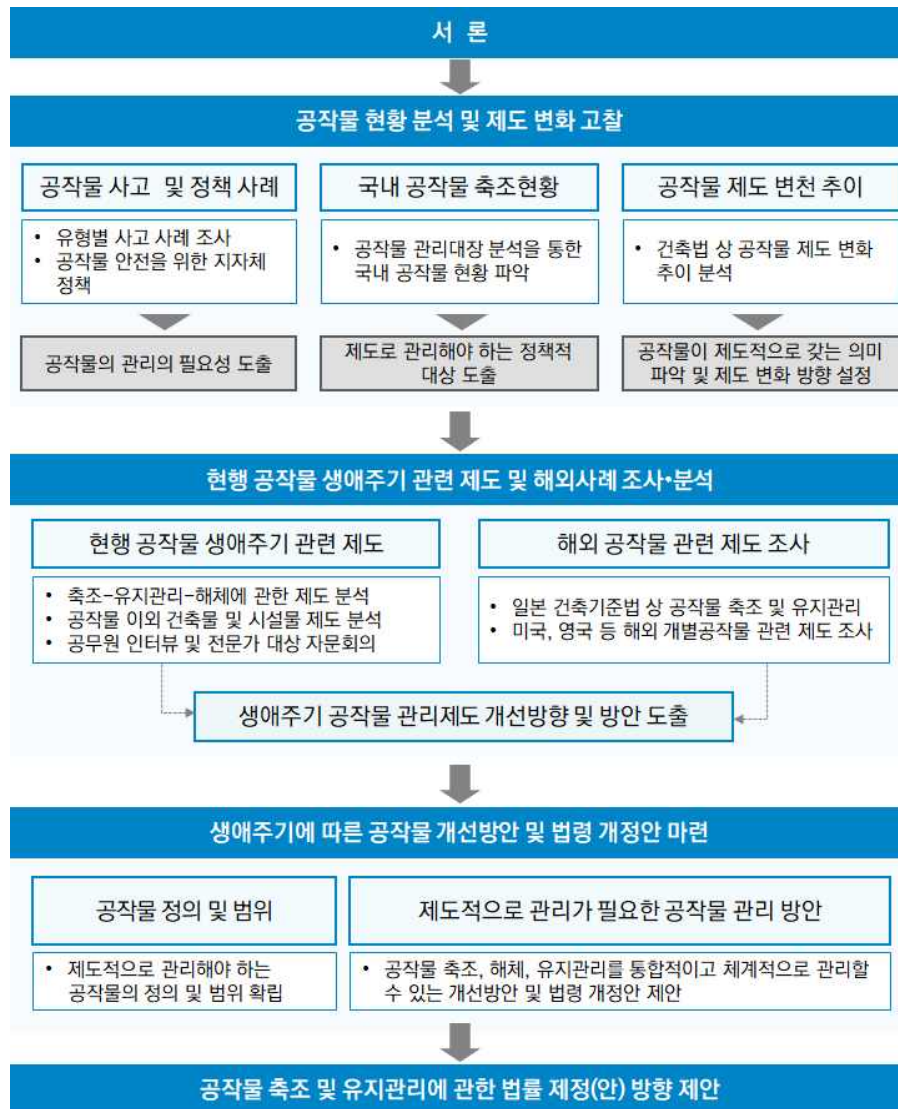 서 론
공작물 현황 분석 및 제도 변화 고찰
공작물 사고 및 정책 사례
• 유형별 사고 사례 조사
• 공작물 안전을 위한 지자체
정책
공작물의 관리의 필요성 도출
국내 공작물 축조현황
• 공작물 관리대장 분석을 통한
국내 공작물 현황 파악
제도로 관리해야 하는 정책적
대상 도출
공작물 제도 변천 추이
• 건축법 상 공작물 제도 변화
추이 분석
공작물이 제도적으로 갖는 의미
파악 및 제도 변화 방향 설정
현행 공작물 생애주기 관련 제도 및 해외사례 조사•분석
현행 공작물 생애주기 관련 제도
• 축조-유지관리-해체에 관한 제도 분석
• 공작물 이외 건축물 및 시설물 제도 분석
• 공무원 인터뷰 및 전문가 대상 자문회의
해외 공작물 관련 제도 조사
• 일본 건축기준법 상 공작물 축조 및 유지관리
• 미국, 영국 등 해외 개별공작물 관련 제도 조사
생애주기 공작물 관리제도 개선방향 및 방안 도출
생애주기에 따른 공작물 개선방안 및 법령 개정안 마련
공작물 정의 및 범위
• 제도적으로 관리해야 하는
공작물의 정의 및 범위 확립
제도적으로 관리가 필요한 공작물 관리 방안
• 공작물 축조, 해체, 유지관리를 통합적이고 체계적으로 관리할
수 있는 개선방안 및 법령 개정안 제안
공작물 축조 및 유지관리에 관한 법률 제정(안) 방향 제안